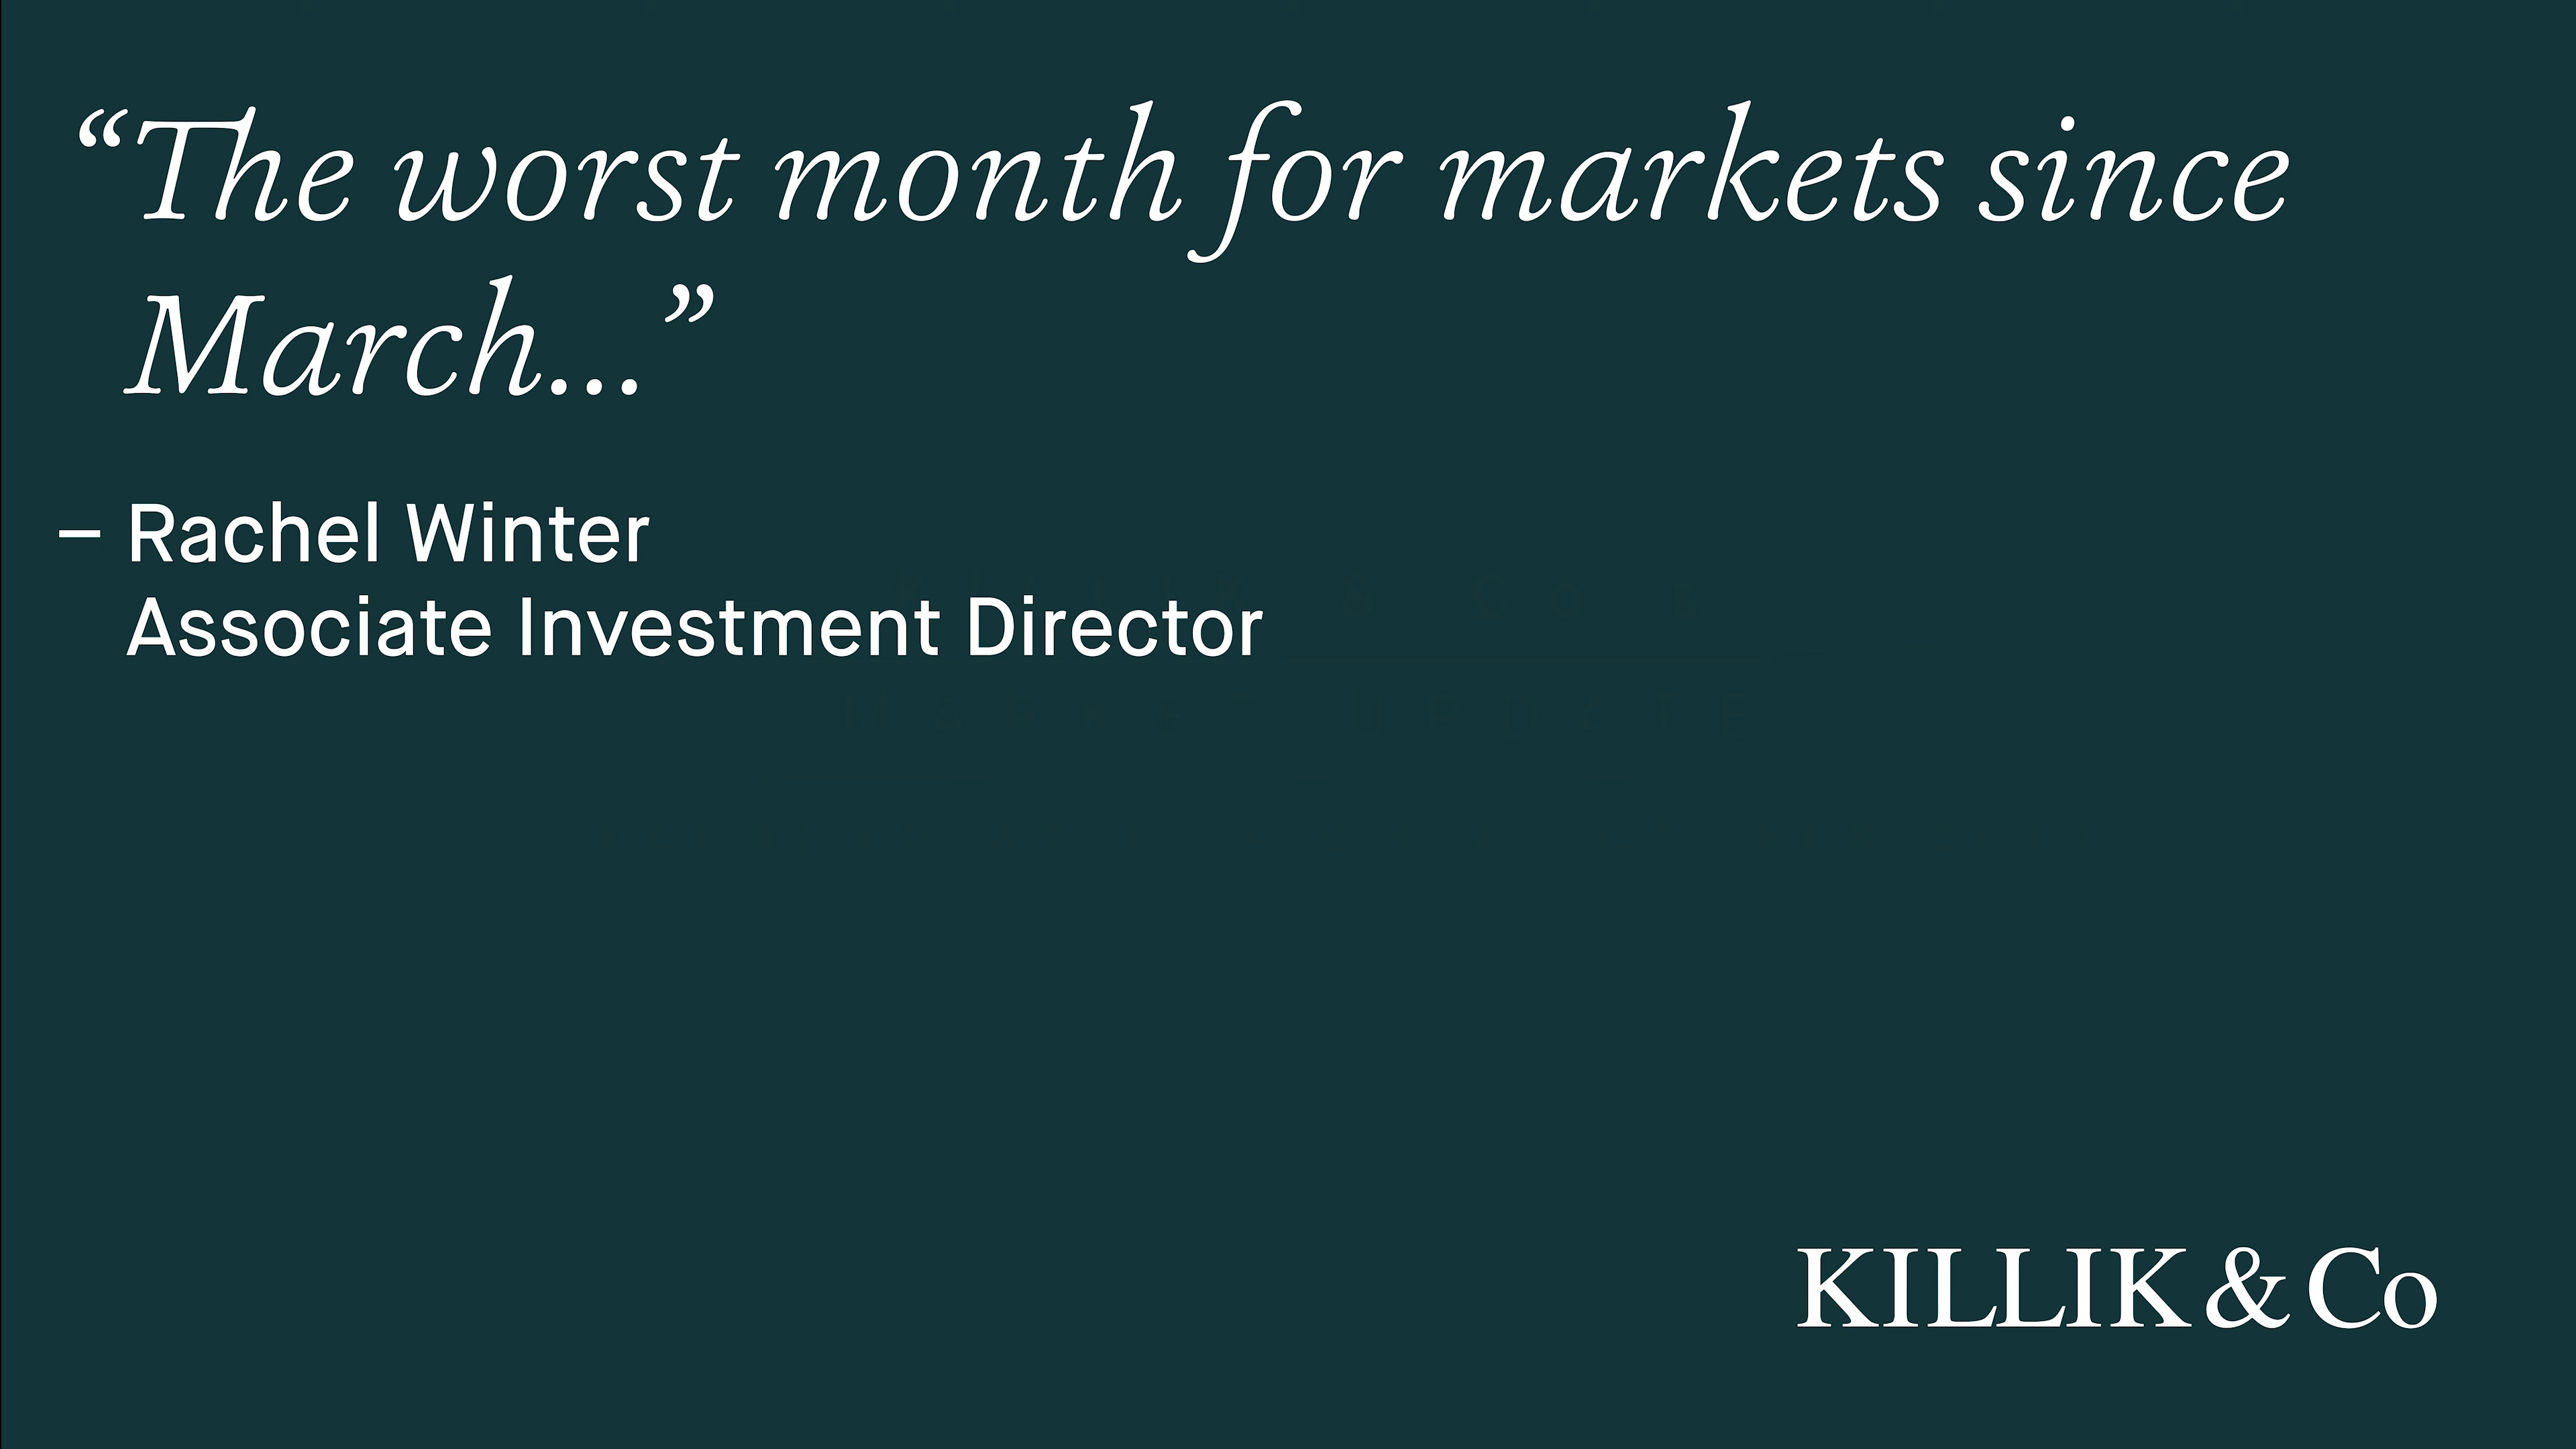 “The worst month for markets since
March...”
– Rachel Winter
Associate Investment Director
KILLIK & Co